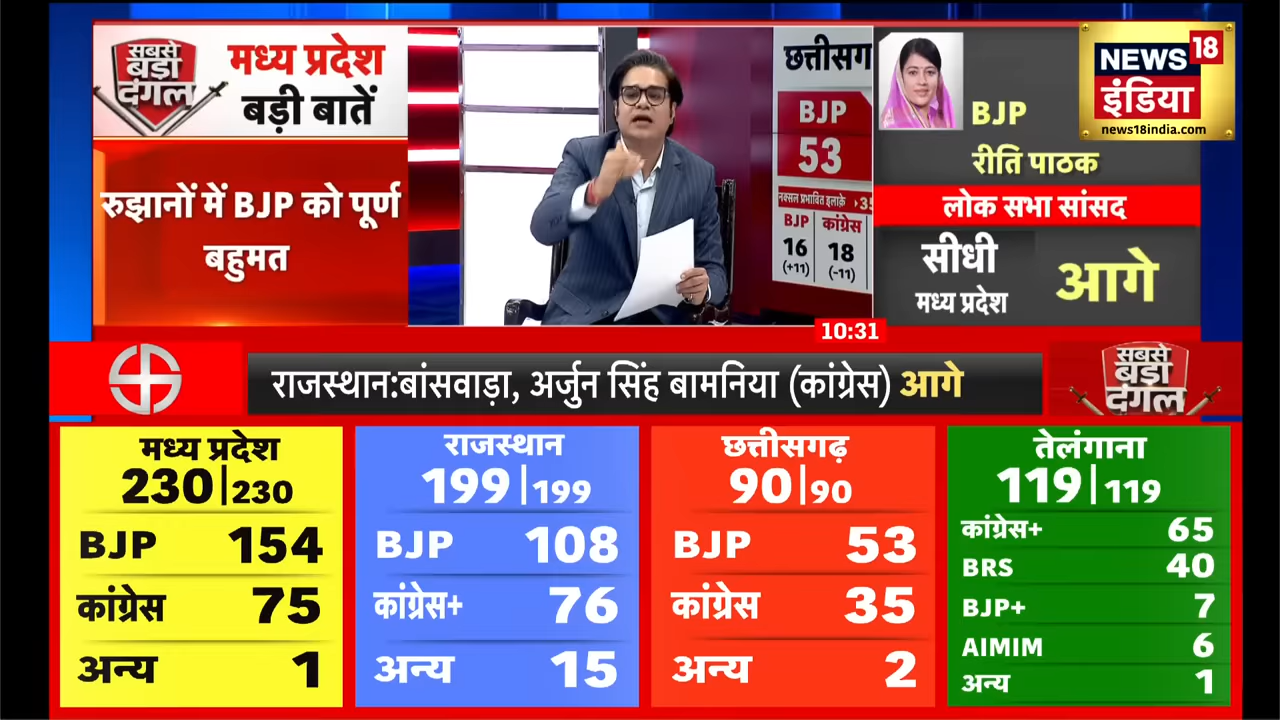 सबसे
बड़ा
दंगल
मध्य प्रदेश
बड़ी बातें
रुझानों में BJP को पूर्ण
बहुमत
छत्तीसग
BJP
53
नक्सल प्रभावित इलाक़े
BJP
कांग्रेस
16
18
(+11)
(-11)
BJP
रीति पाठक
लोक सभा सांसद
सीधी
मध्य प्रदेश
आगे
NEWS 18
इंडिया
news18india.com
10:31
राजस्थान:बांसवाड़ा, अर्जुन सिंह बामनिया (कांग्रेस) आगे
सबसे
बड़ा
दंगल
मध्य प्रदेश
230|230
BJP 154
कांग्रेस 75
अन्य 1
राजस्थान
199|199
BJP 108
कांग्रेस+ 76
अन्य 15
छत्तीसगढ़
90|90
BJP 53
कांग्रेस 35
अन्य 2
तेलंगाना
119|119
कांग्रेस+ 65
BRS 40
BJP+ 7
AIMIM 6
अन्य 1